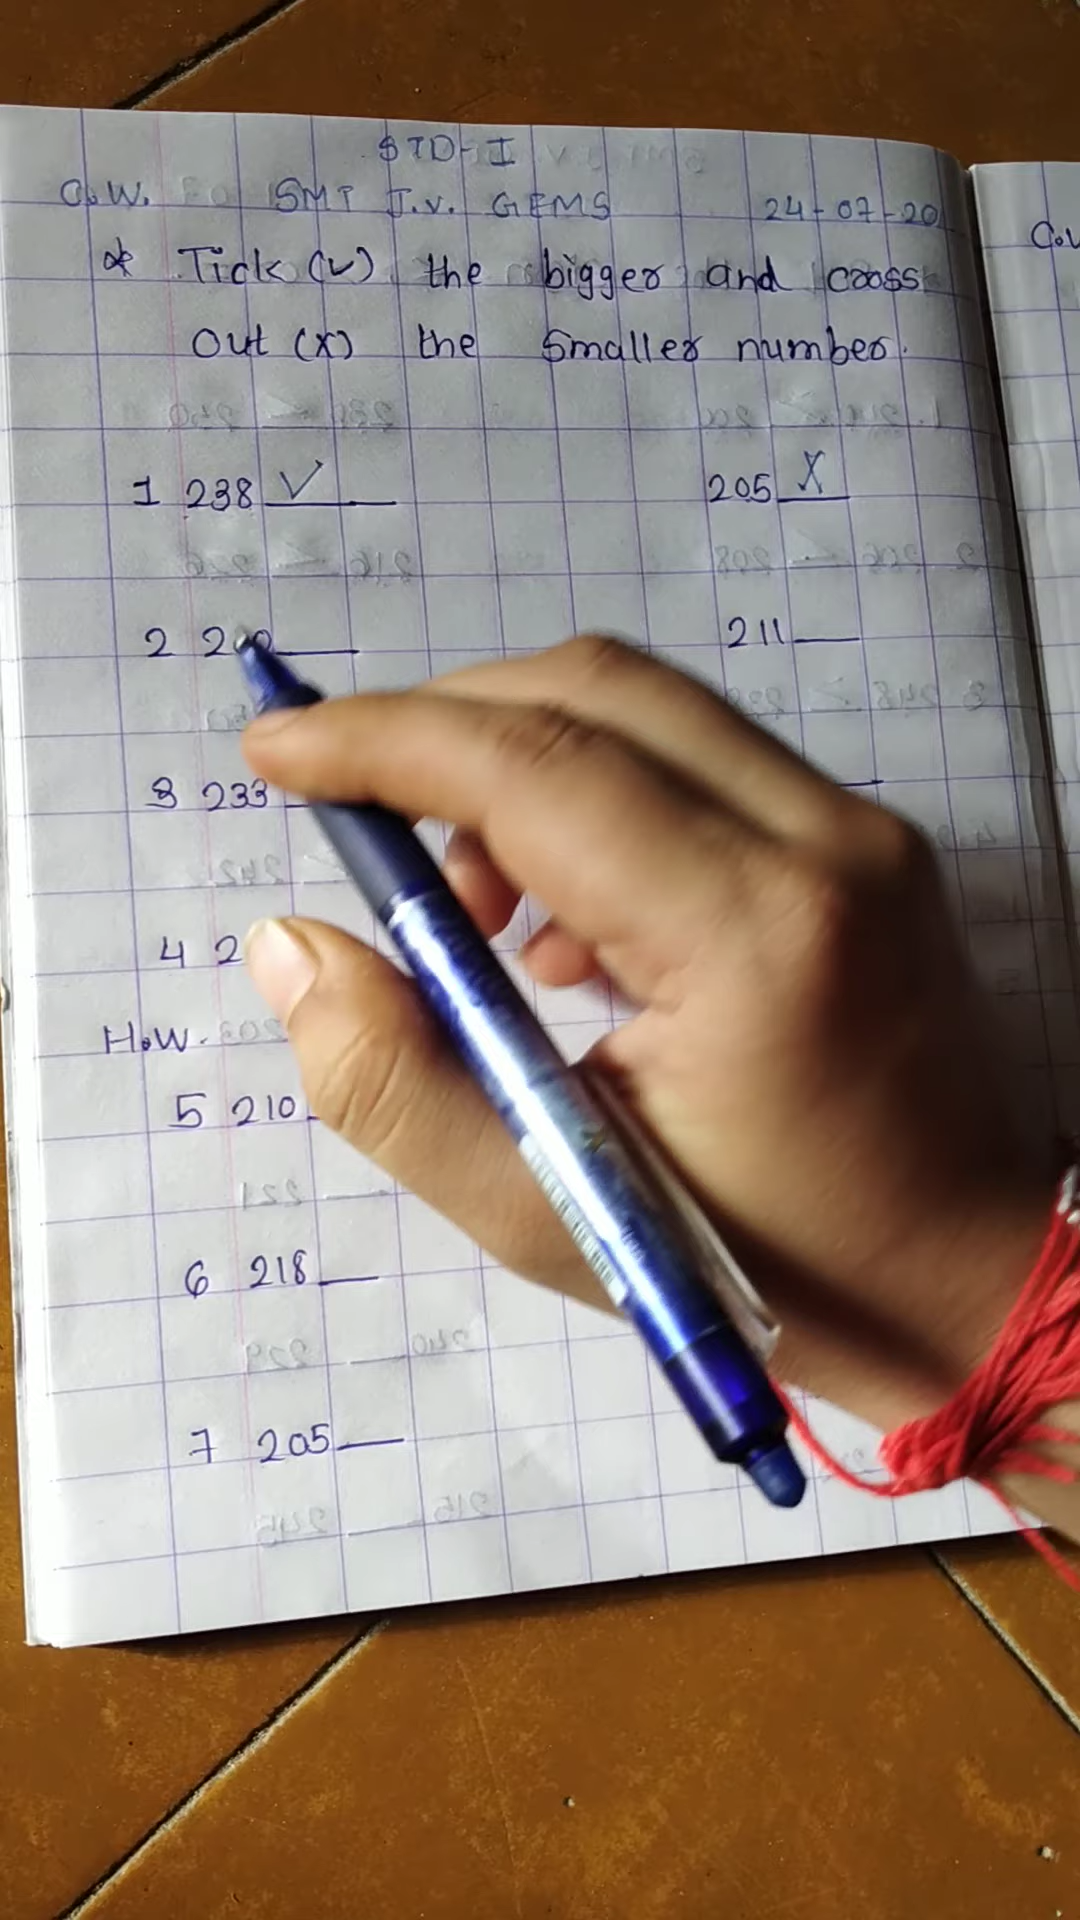 STD-I
C.W. SMT J.V. GEMS 24-07-20
* Tick (✓) the bigger and cross
out (x) the smaller number.
1 238 ✓ 205 X
2 211
3 233
4 2
H.W.
5 210
6 218
7 205